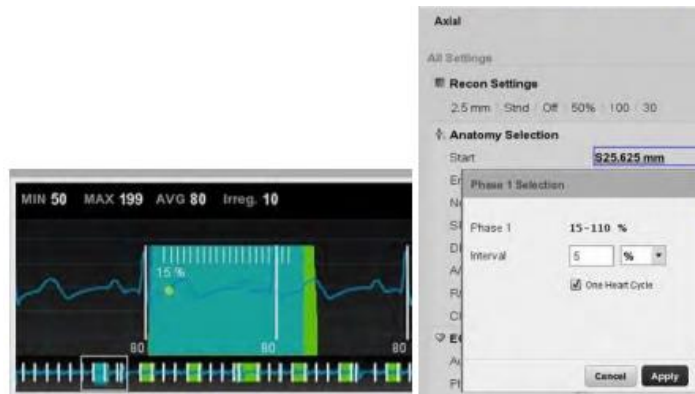 MIN 50 MAX 199 AVG 80 Irreg. 10
15 %
80 80 80
Axial
All Settings
Recon Settings
2.5 mm Stnd Off 50% 100 30
Anatomy Selection
Start S25.625 mm
Phase 1 Selection
Phase 1 15-110 %
Interval 5 %
One Heart Cycle
Cancel Apply